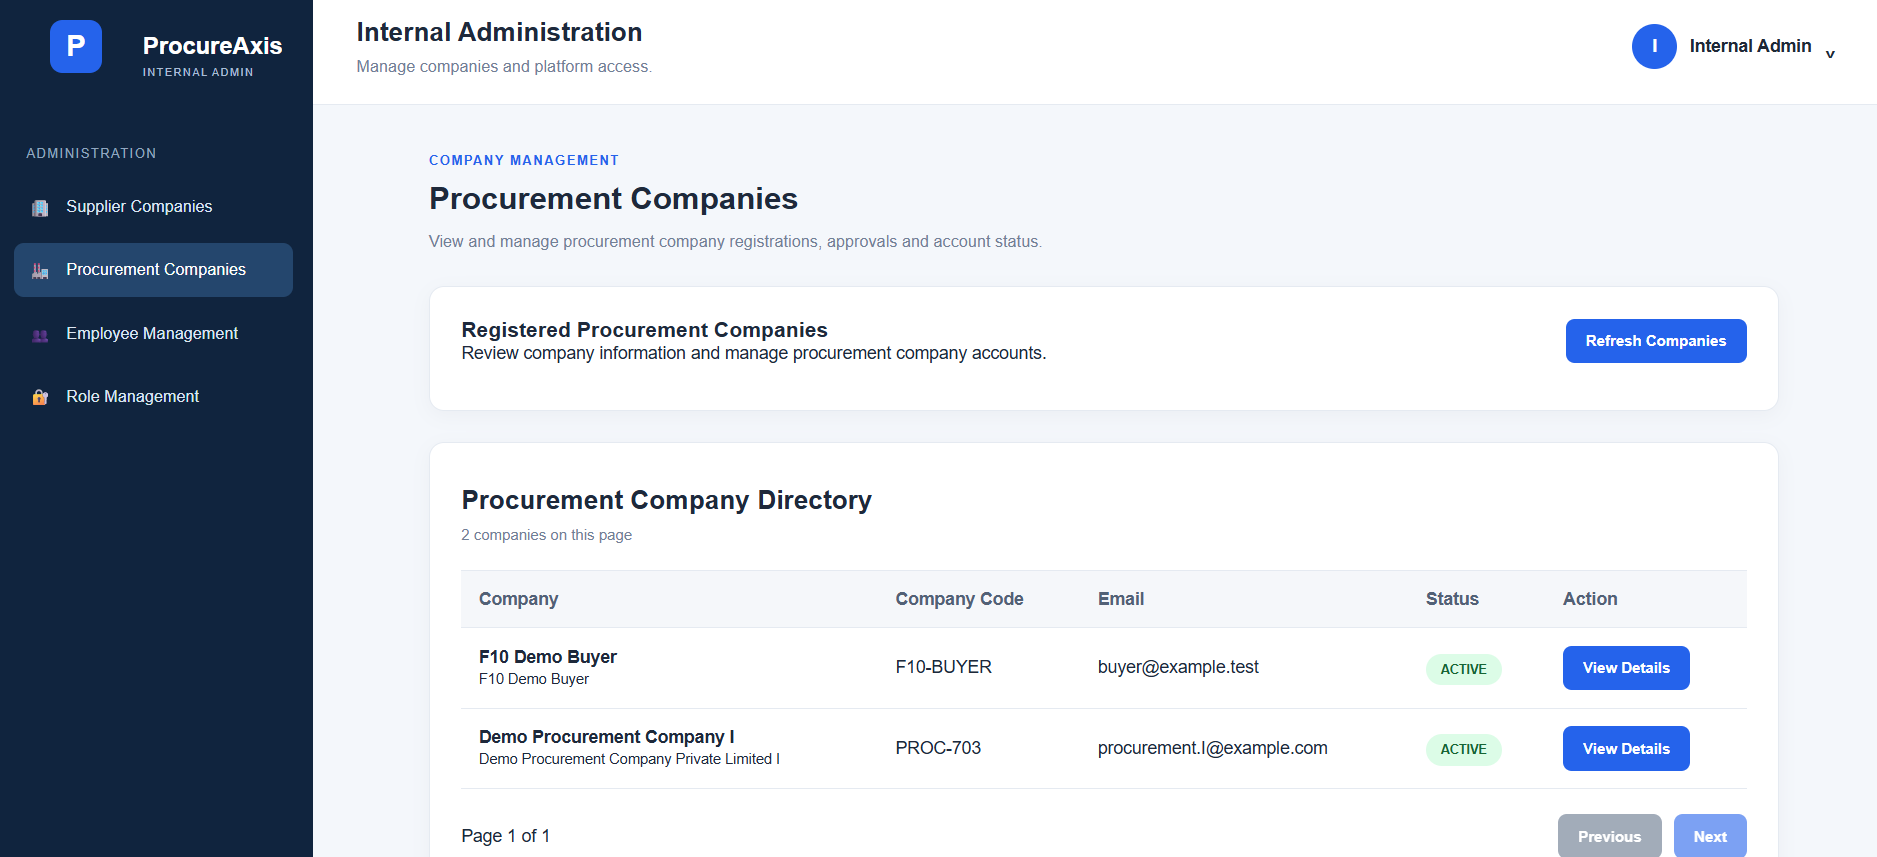 P
ProcureAxis
INTERNAL ADMIN
ADMINISTRATION
Supplier Companies
Procurement Companies
Employee Management
Role Management
Internal Administration
Manage companies and platform access.
I
Internal Admin
v
COMPANY MANAGEMENT
Procurement Companies
View and manage procurement company registrations, approvals and account status.
Registered Procurement Companies
Review company information and manage procurement company accounts.
Refresh Companies
Procurement Company Directory
2 companies on this page
Company Company Code Email Status Action
F10 Demo Buyer
F10 Demo Buyer
F10-BUYER buyer@example.test ACTIVE View Details
Demo Procurement Company I
Demo Procurement Company Private Limited I
PROC-703 procurement.I@example.com ACTIVE View Details
Page 1 of 1
Previous Next